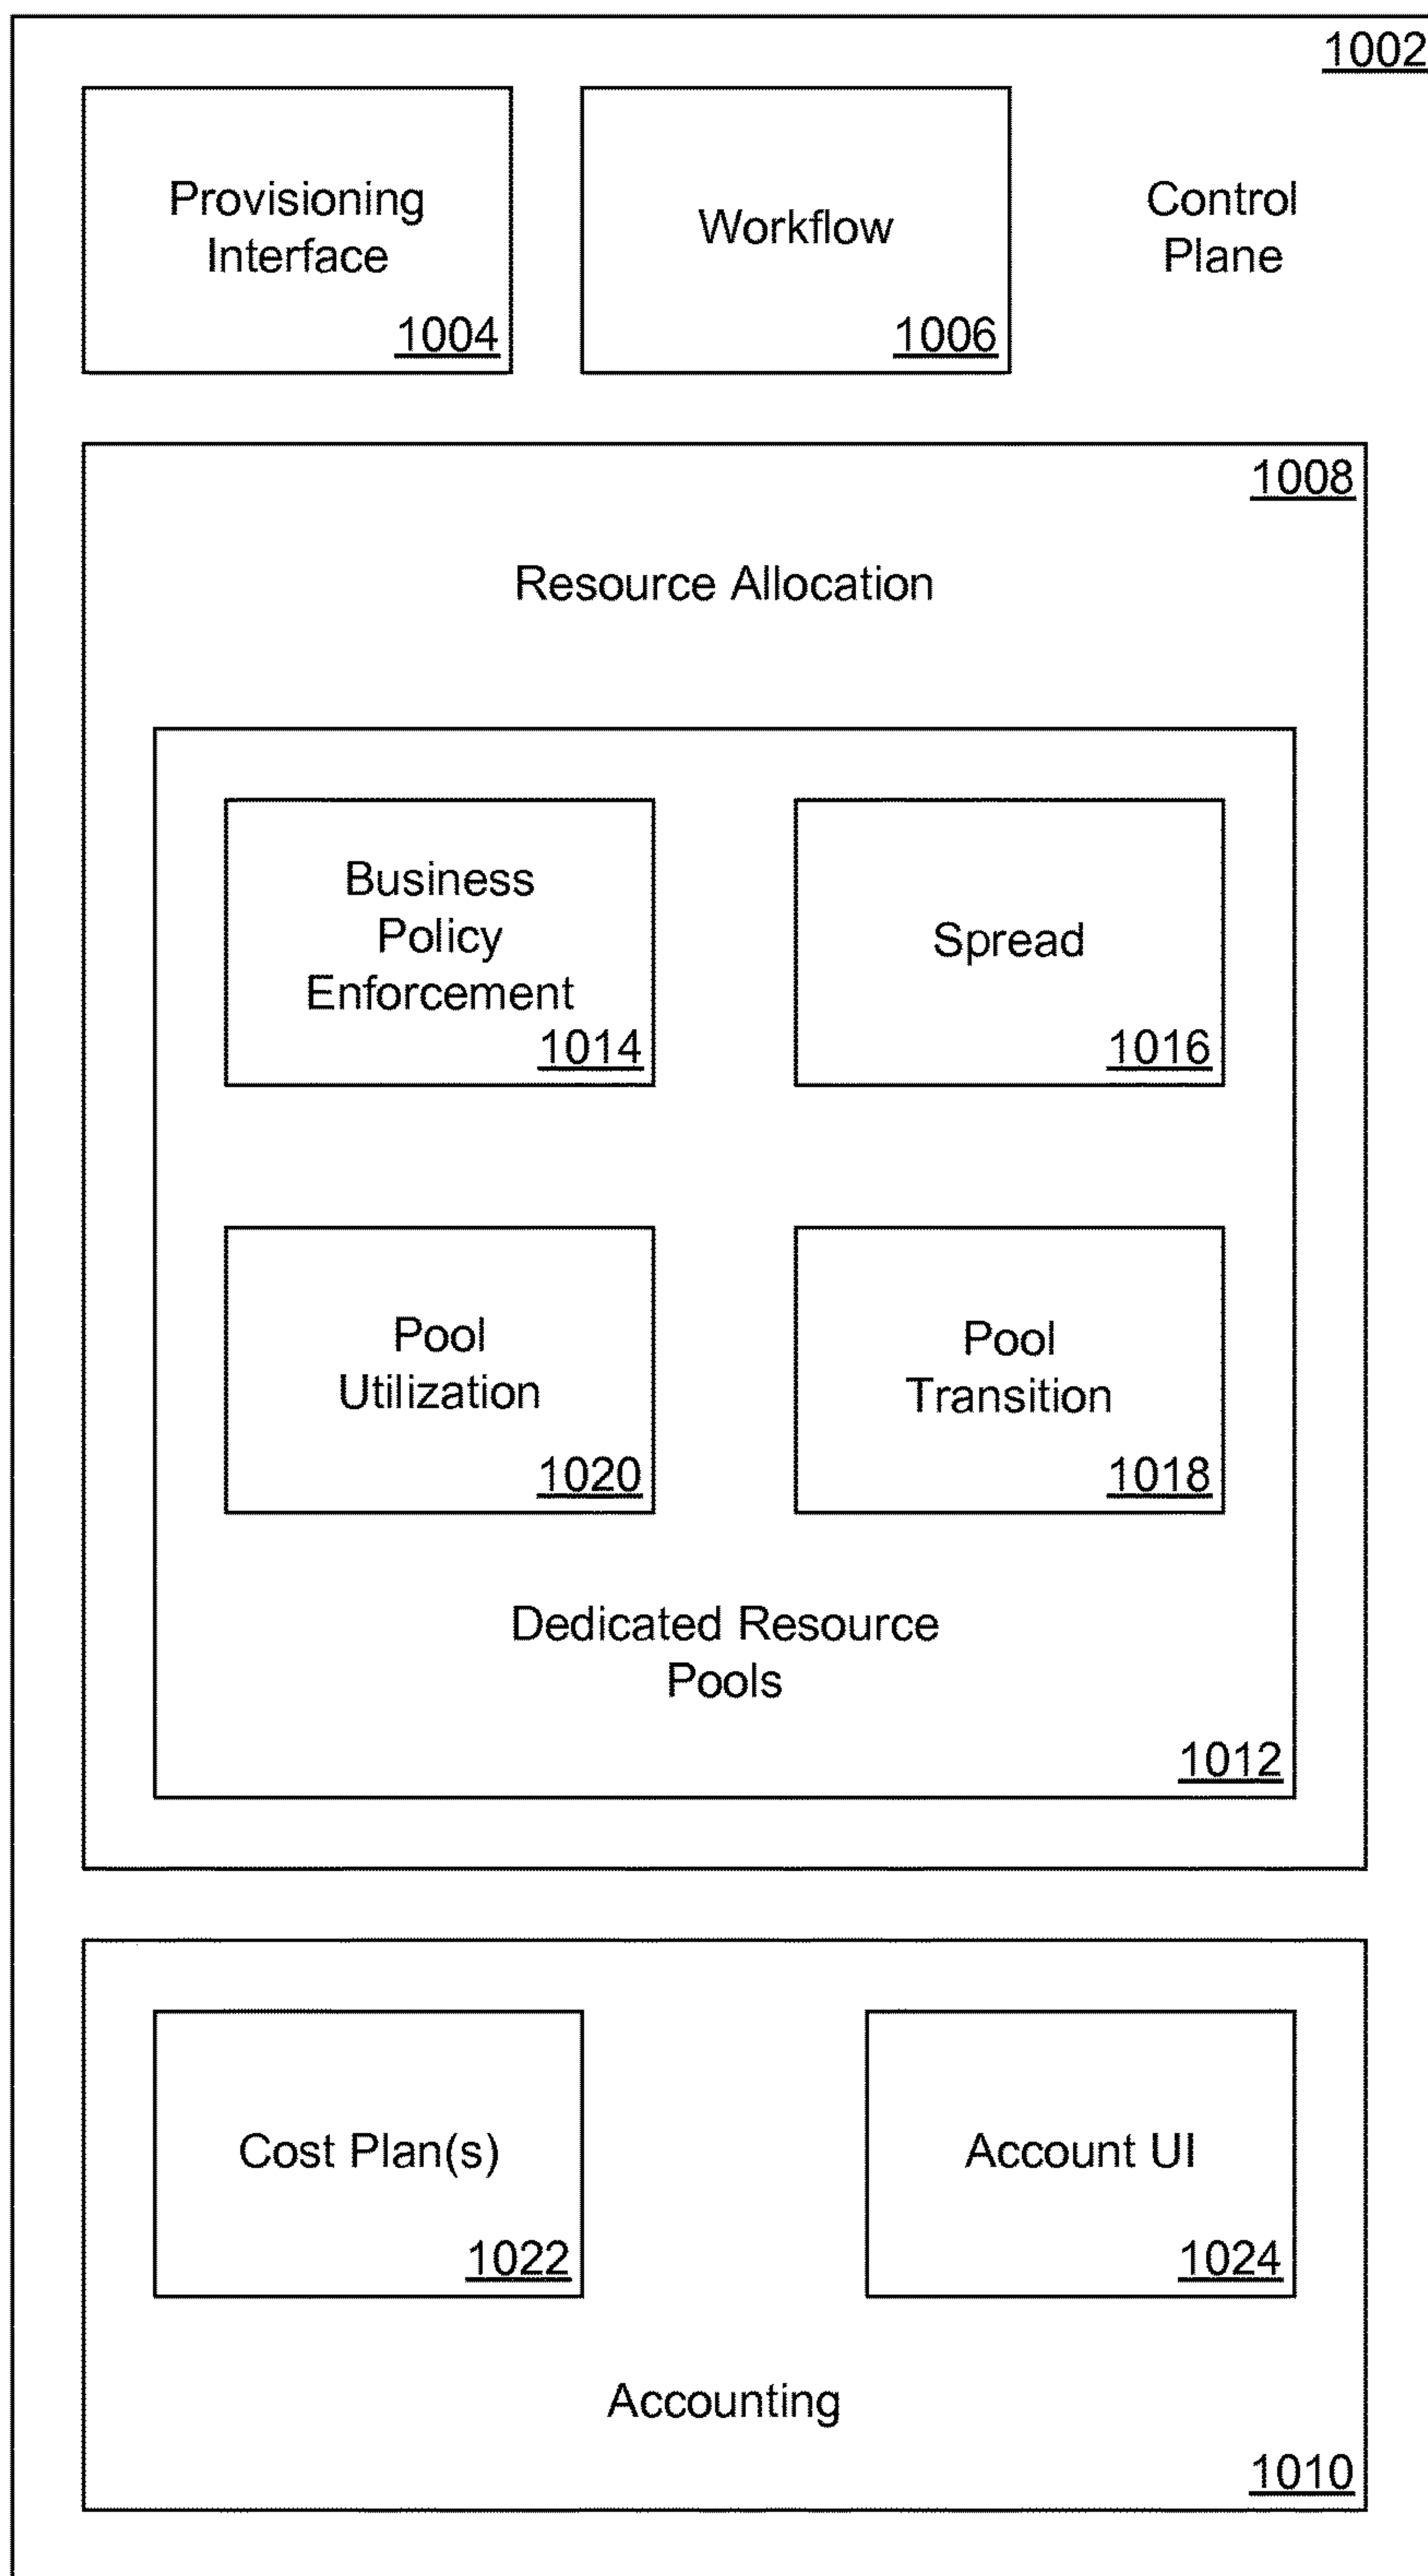 1002
Provisioning
Interface
1004
Workflow
1006
Control
Plane
1008
Resource Allocation
Business
Policy
Enforcement
1014
Spread
1016
Pool
Utilization
1020
Pool
Transition
1018
Dedicated Resource
Pools
1012
Cost Plan(s)
1022
Account UI
1024
Accounting
1010